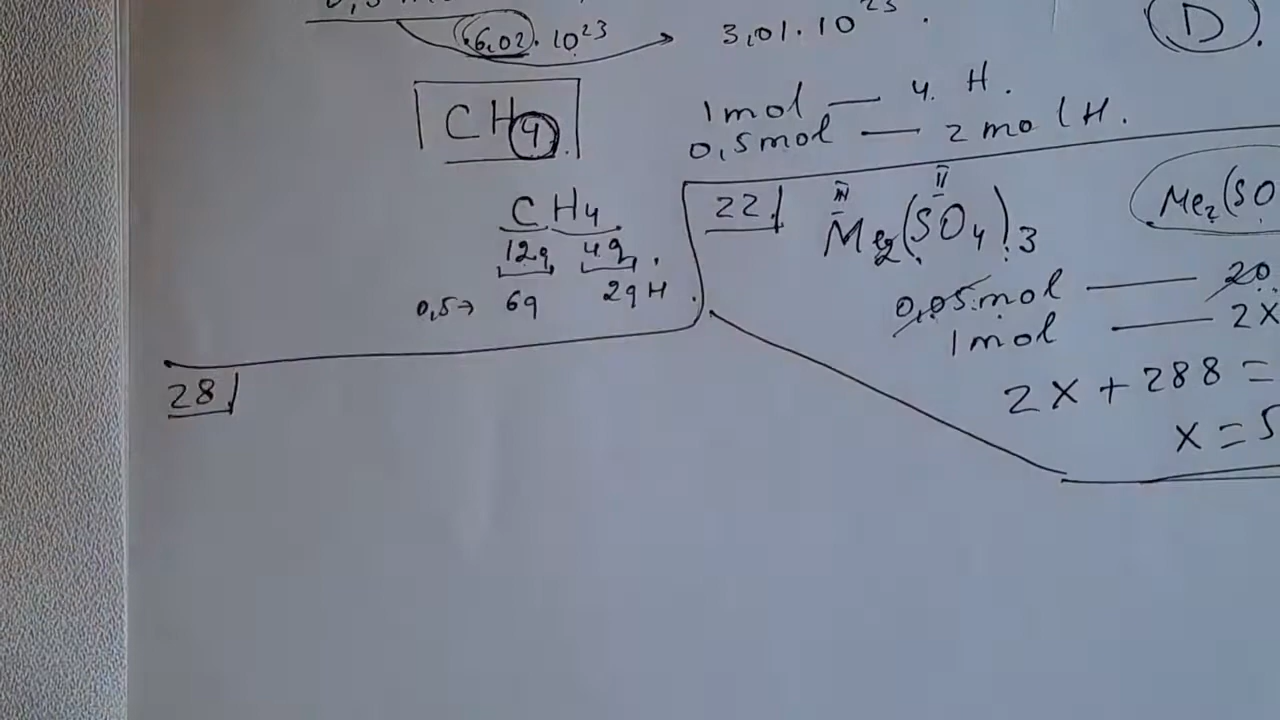 6,02 · 10²³ → 3,01 · 10²³ .
D .
CH₄ .
1 mol — 4 H .
0,5 mol — 2 mol H .
CH₄
12g 4g .
0,5 → 6g 2g H .
22)
III II
Me₂(SO₄)₃
Me₂(SO
0,05 mol — 20
1 mol — 2X
2X + 288 =
X = 5
28)